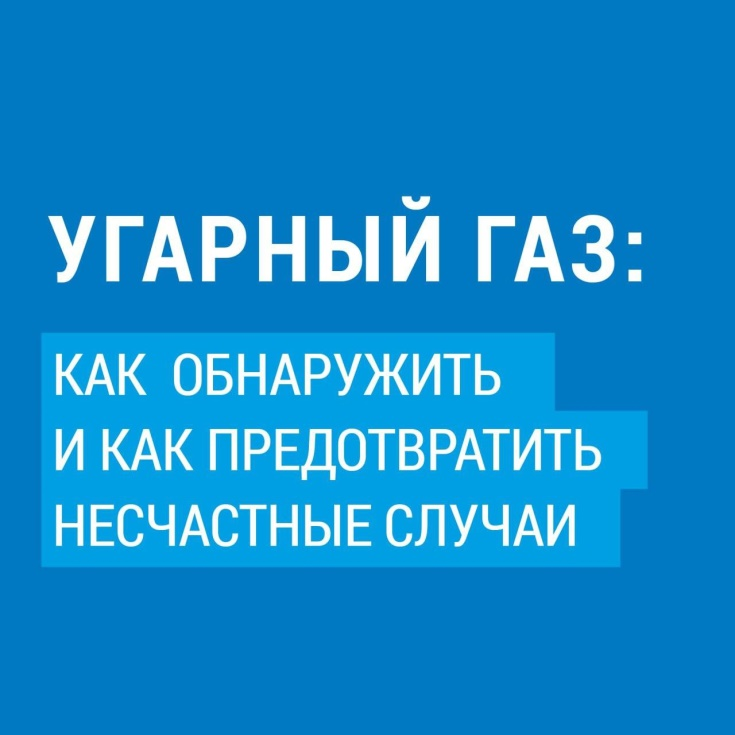 УГАРНЫЙ ГАЗ:
КАК ОБНАРУЖИТЬ
И КАК ПРЕДОТВРАТИТЬ
НЕСЧАСТНЫЕ СЛУЧАИ